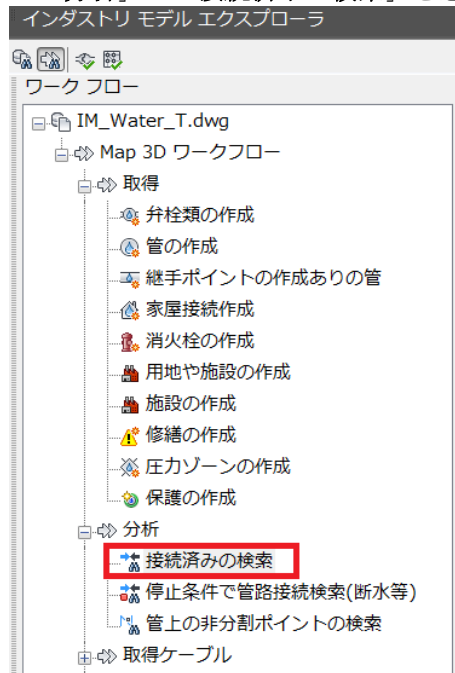 インダストリ モデル エクスプローラ
ワーク フロー
IM_Water_T.dwg
Map 3D ワークフロー
取得
弁栓類の作成
管の作成
継手ポイントの作成ありの管
家屋接続作成
消火栓の作成
用地や施設の作成
施設の作成
修繕の作成
圧力ゾーンの作成
保護の作成
分析
接続済みの検索
停止条件で管路接続検索(断水等)
管上の非分割ポイントの検索
取得ケーブル